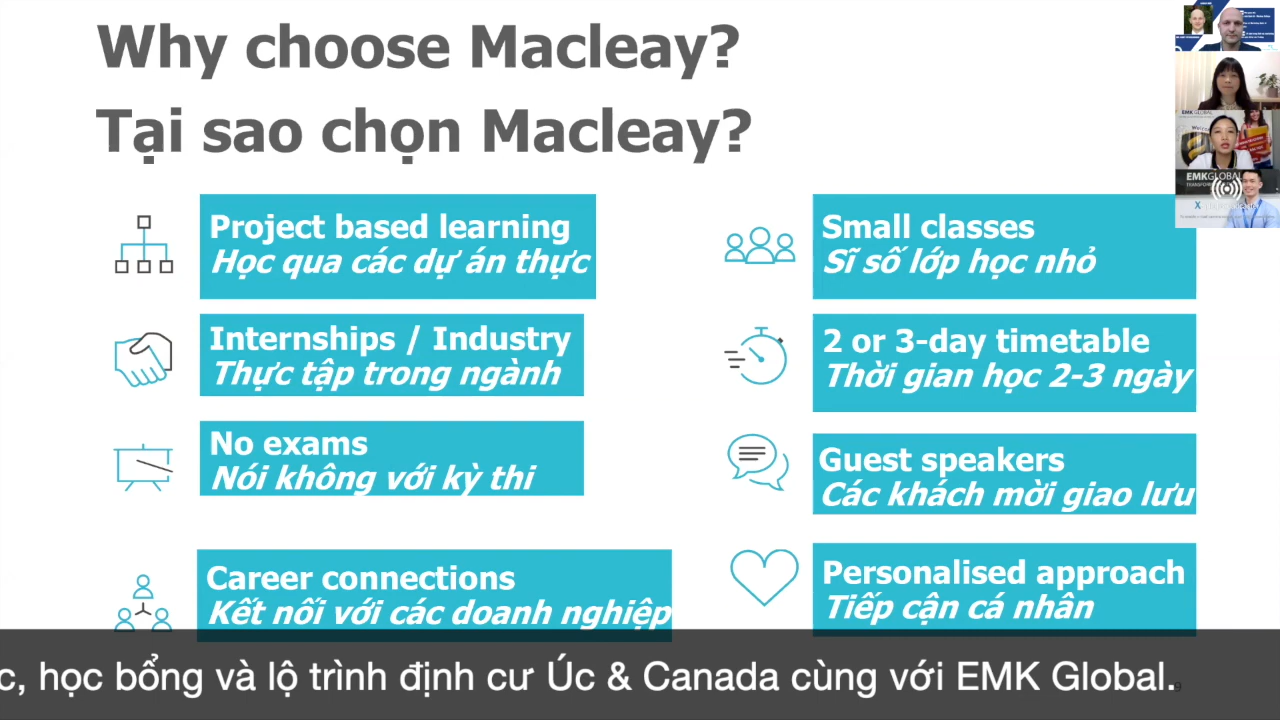 Why choose Macleay?
Tại sao chọn Macleay?
Project based learning
Học qua các dự án thực
Internships / Industry
Thực tập trong ngành
No exams
Nói không với kỳ thi
Career connections
Kết nối với các doanh nghiệp
Small classes
Sĩ số lớp học nhỏ
2 or 3-day timetable
Thời gian học 2-3 ngày
Guest speakers
Các khách mời giao lưu
Personalised approach
Tiếp cận cá nhân
EMK GLOBAL
EMKGLOBAL
c, học bổng và lộ trình định cư Úc & Canada cùng với EMK Global.
9